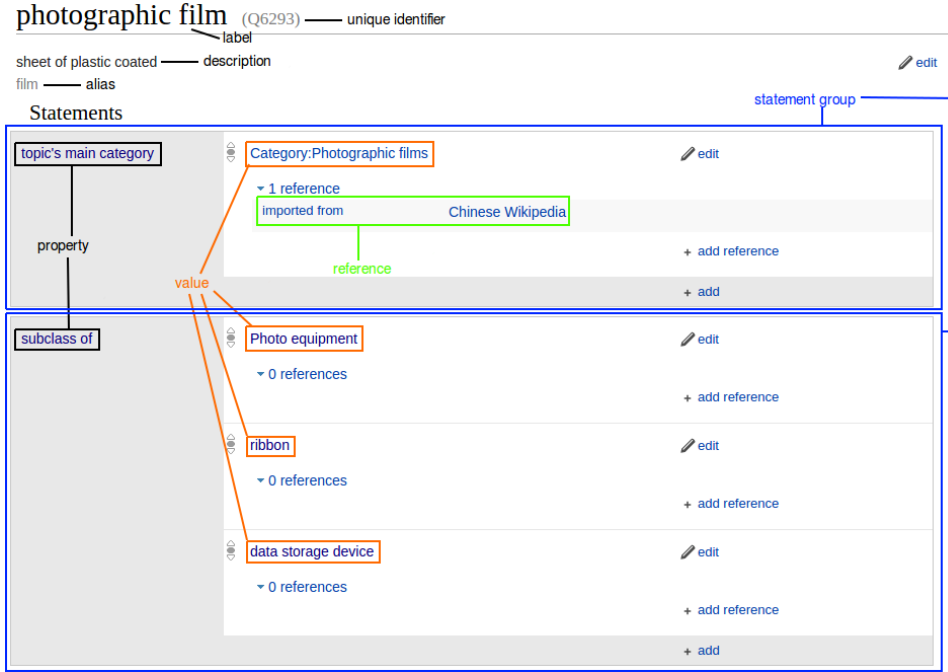 photographic film (Q6293) unique identifier
label
sheet of plastic coated description edit
film alias
statement group
Statements
topic's main category Category:Photographic films edit
1 reference
imported from Chinese Wikipedia
property + add reference
reference
value
+ add
subclass of Photo equipment edit
0 references
+ add reference
ribbon edit
0 references
+ add reference
data storage device edit
0 references
+ add reference
+ add